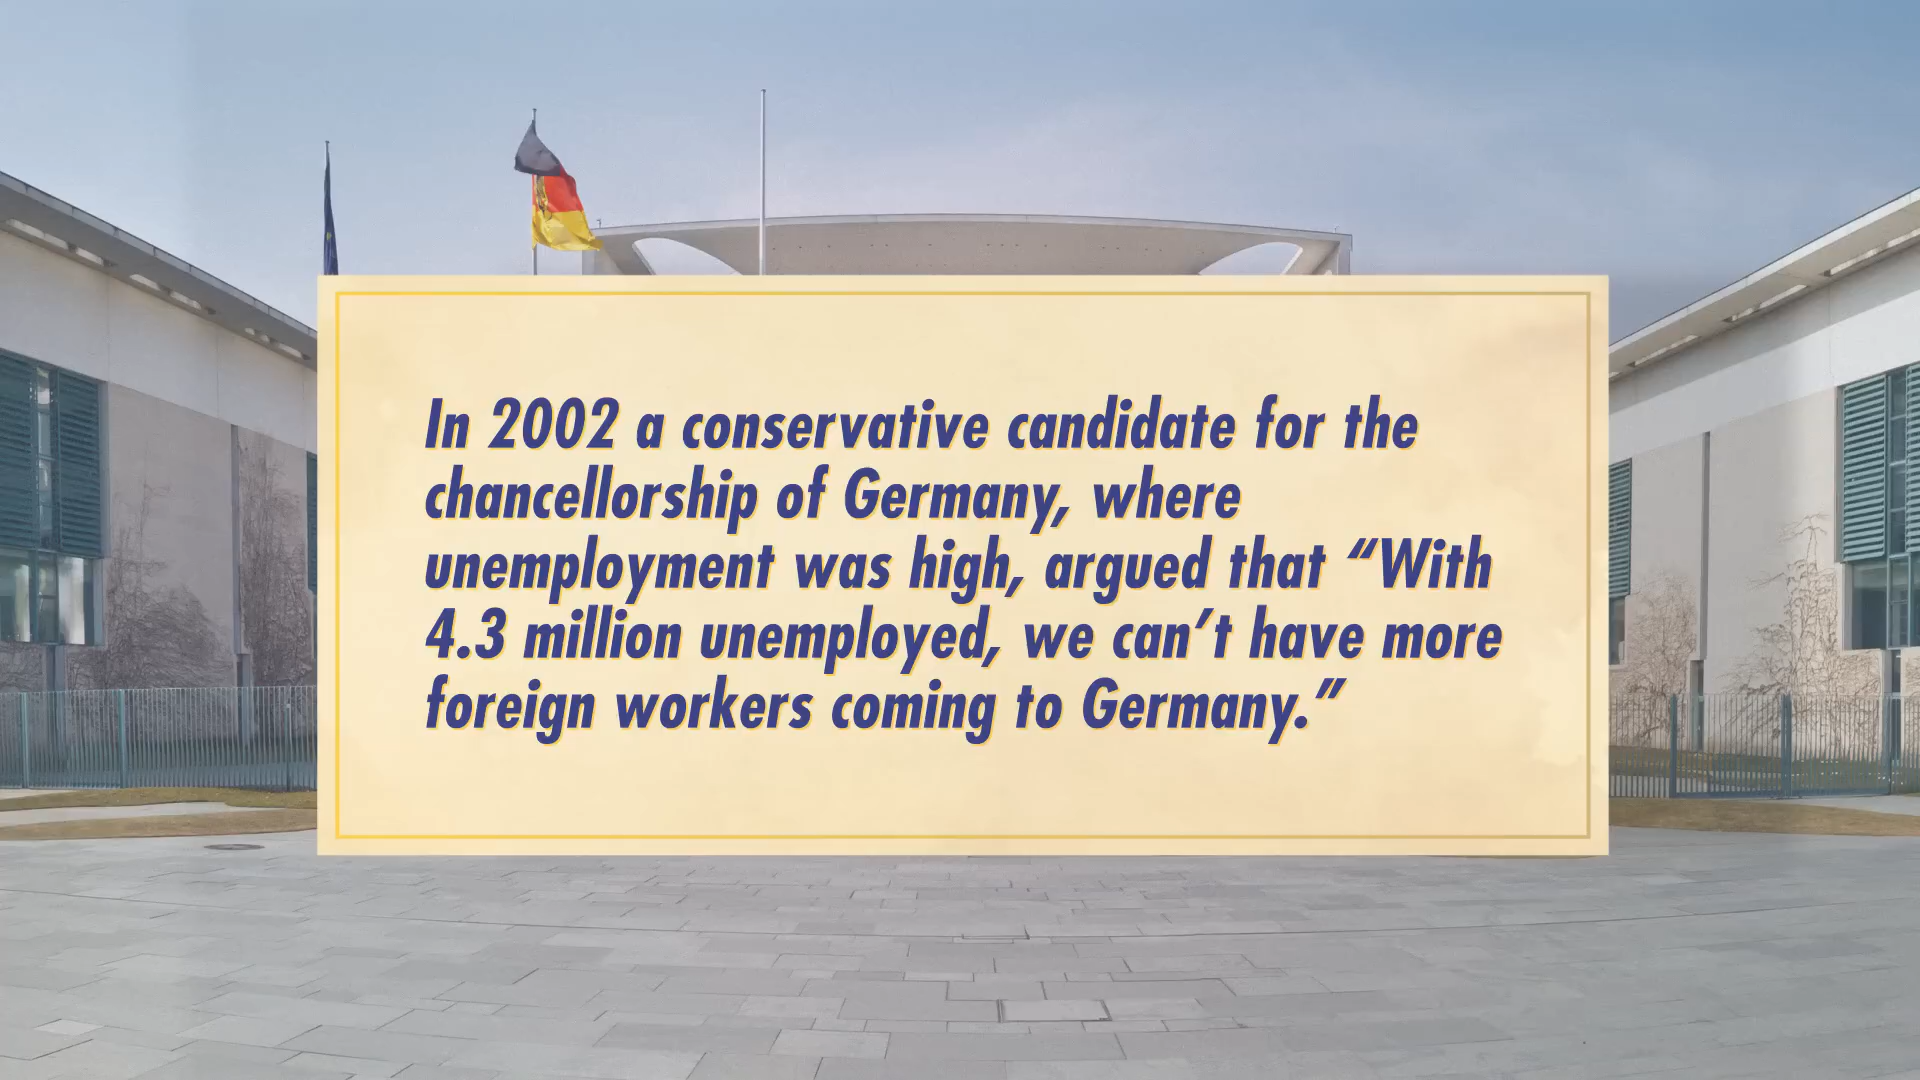 In 2002 a conservative candidate for the
chancellorship of Germany, where
unemployment was high, argued that “With
4.3 million unemployed, we can’t have more
foreign workers coming to Germany.”